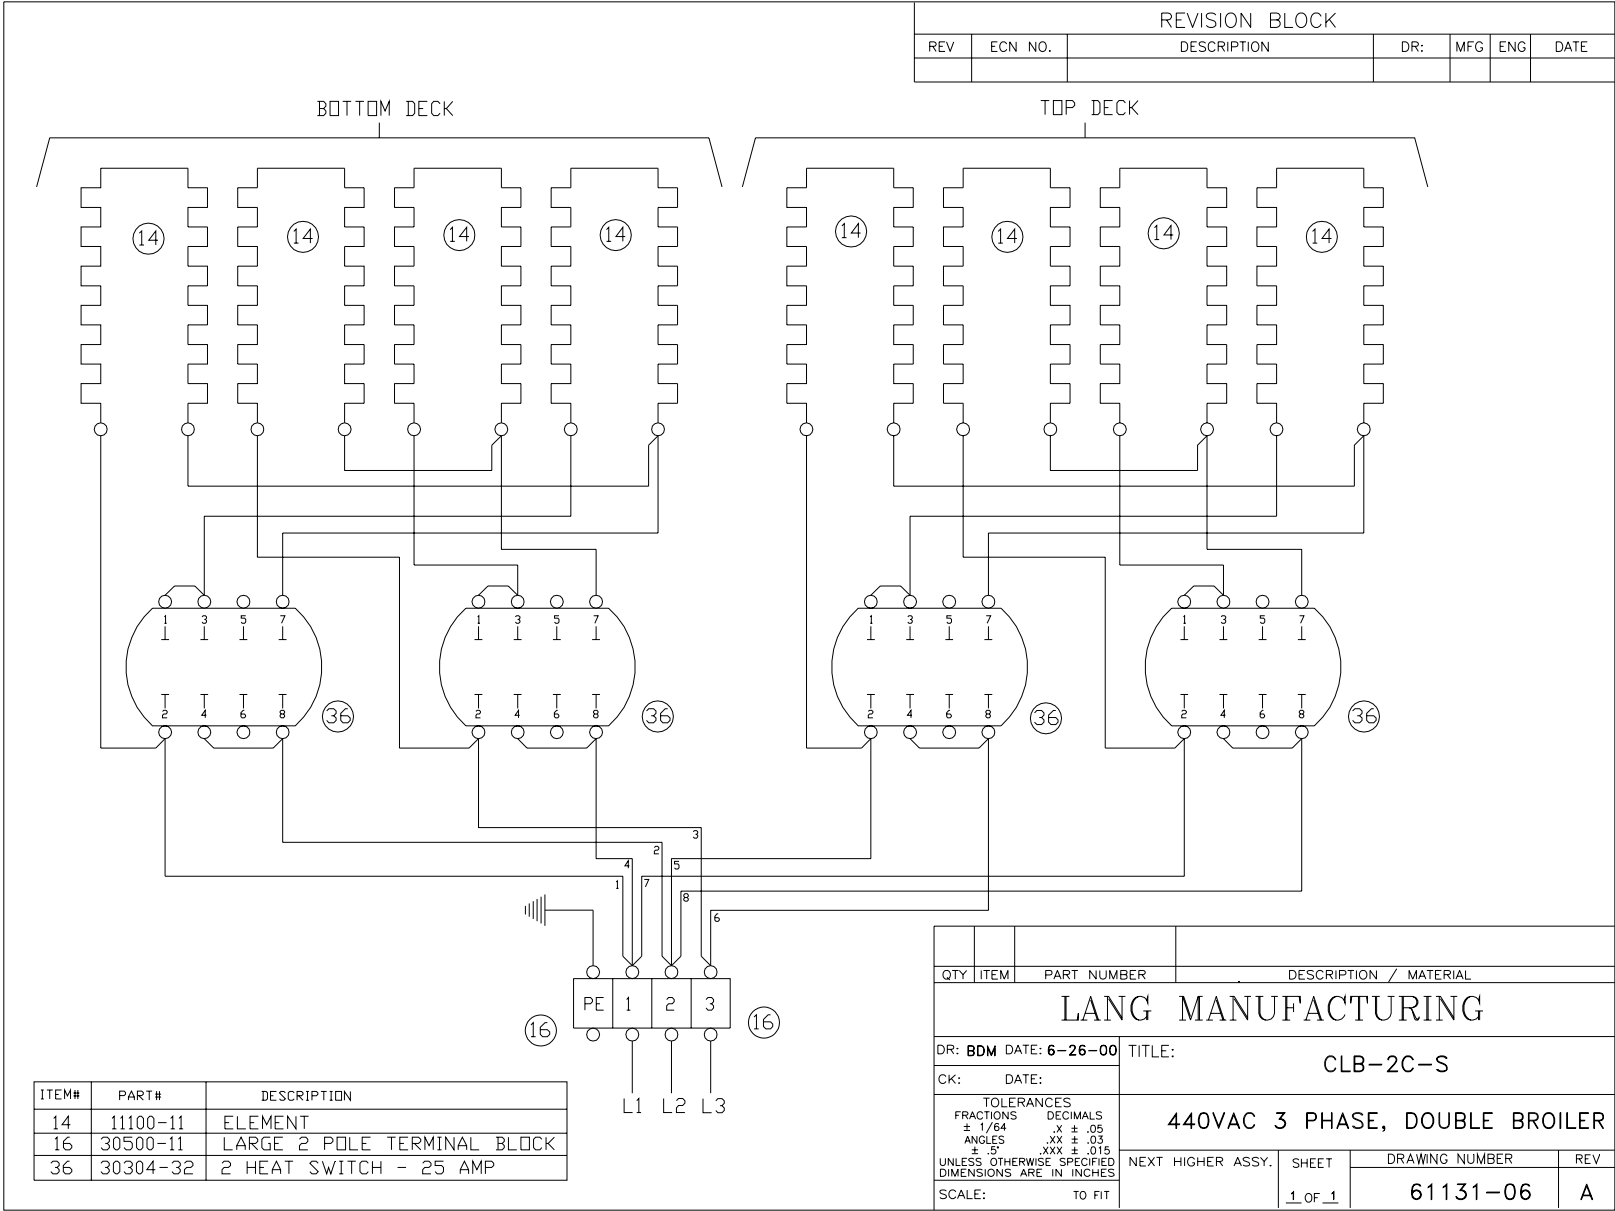 REVISION BLOCK
REV ECN NO. DESCRIPTION DR: MFG ENG DATE
BOTTOM DECK TOP DECK
14 14 14 14 14 14 14 14
1 3 5 7 1 3 5 7 1 3 5 7 1 3 5 7
2 4 6 8 2 4 6 8 2 4 6 8 2 4 6 8
36 36 36 36
3
2
4 5
1 7
8
6
PE 1 2 3
16 16
L1 L2 L3
ITEM# PART# DESCRIPTION
14 11100-11 ELEMENT
16 30500-11 LARGE 2 POLE TERMINAL BLOCK
36 30304-32 2 HEAT SWITCH - 25 AMP
QTY ITEM PART NUMBER DESCRIPTION / MATERIAL
LANG MANUFACTURING
DR: BDM DATE: 6-26-00
CK: DATE:
TITLE:
CLB-2C-S
440VAC 3 PHASE, DOUBLE BROILER
TOLERANCES
FRACTIONS DECIMALS
± 1/64 .X ± .05
ANGLES .XX ± .03
± .5° .XXX ± .015
UNLESS OTHERWISE SPECIFIED
DIMENSIONS ARE IN INCHES
SCALE: TO FIT
NEXT HIGHER ASSY.
SHEET
1 OF 1
DRAWING NUMBER
61131-06
REV
A